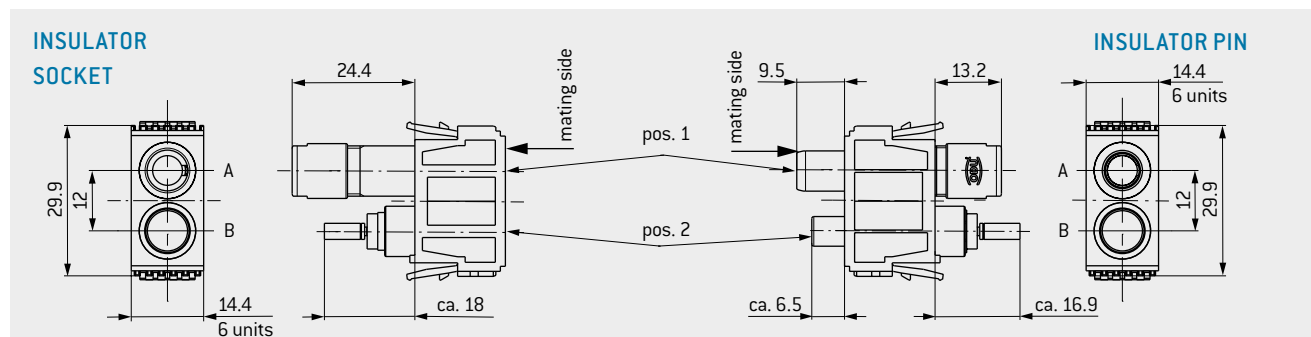 INSULATOR
SOCKET
INSULATOR PIN
24.4
mating side
9.5
mating side
13.2
14.4
6 units
pos. 1
A
A
29.9
12
12
29.9
B
B
pos. 2
14.4
6 units
ca. 18
ca. 6.5
ca. 16.9